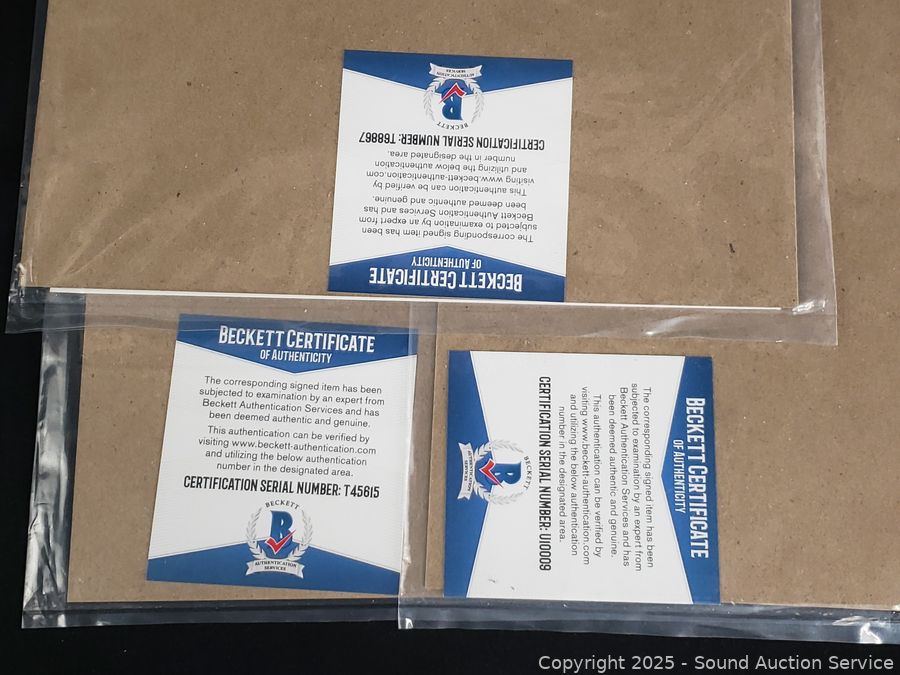 BECKETT CERTIFICATE
OF AUTHENTICITY
The corresponding signed item has been
subjected to examination by an expert from
Beckett Authentication Services and has
been deemed authentic and genuine.
This authentication can be verified by
visiting www.beckett-authentication.com
and utilizing the below authentication
number in the designated area.
CERTIFICATION SERIAL NUMBER: T68867
BECKETT
AUTHENTICATION
SERVICES
BECKETT CERTIFICATE
OF AUTHENTICITY
The corresponding signed item has been
subjected to examination by an expert from
Beckett Authentication Services and has
been deemed authentic and genuine.
This authentication can be verified by
visiting www.beckett-authentication.com
and utilizing the below authentication
number in the designated area.
CERTIFICATION SERIAL NUMBER: T45815
BECKETT
B
AUTHENTICATION
SERVICES
BECKETT CERTIFICATE
OF AUTHENTICITY
The corresponding signed item has been
subjected to examination by an expert from
Beckett Authentication Services and has
been deemed authentic and genuine.
This authentication can be verified by
visiting www.beckett-authentication.com
and utilizing the below authentication
number in the designated area.
CERTIFICATION SERIAL NUMBER: U10009
BECKETT
B
AUTHENTICATION
SERVICES
Copyright 2025 - Sound Auction Service